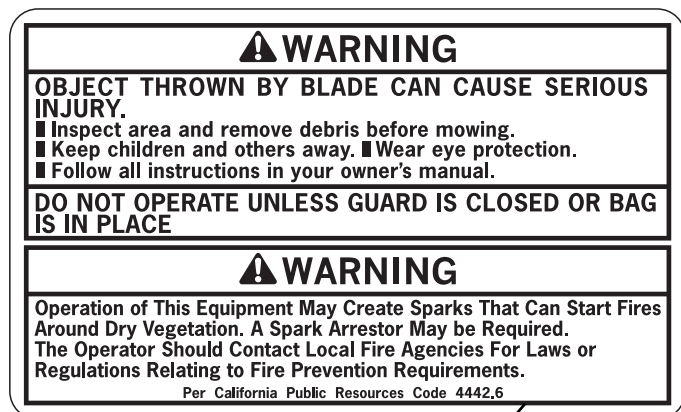 ⚠WARNING
OBJECT THROWN BY BLADE CAN CAUSE SERIOUS
INJURY.
■ Inspect area and remove debris before mowing.
■ Keep children and others away. ■ Wear eye protection.
■ Follow all instructions in your owner's manual.
DO NOT OPERATE UNLESS GUARD IS CLOSED OR BAG
IS IN PLACE
⚠WARNING
Operation of This Equipment May Create Sparks That Can Start Fires
Around Dry Vegetation. A Spark Arrestor May be Required.
The Operator Should Contact Local Fire Agencies For Laws or
Regulations Relating to Fire Prevention Requirements.
Per California Public Resources Code 4442.6